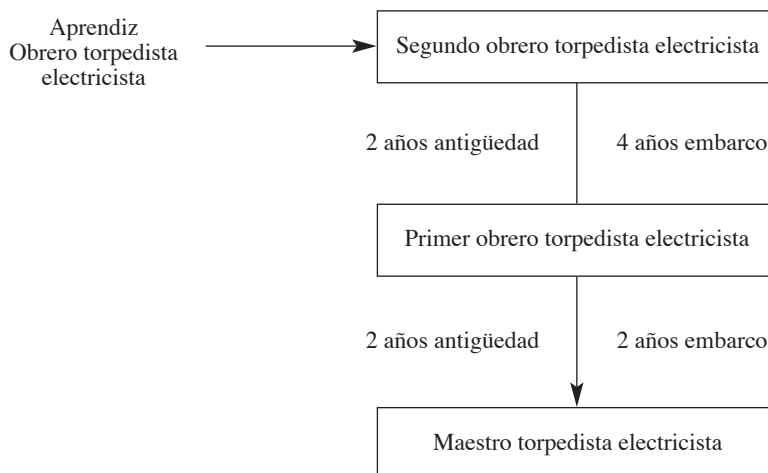 Aprendiz
Obrero torpedista
electricista
Segundo obrero torpedista electricista
2 años antigüedad 4 años embarco
Primer obrero torpedista electricista
2 años antigüedad 2 años embarco
Maestro torpedista electricista